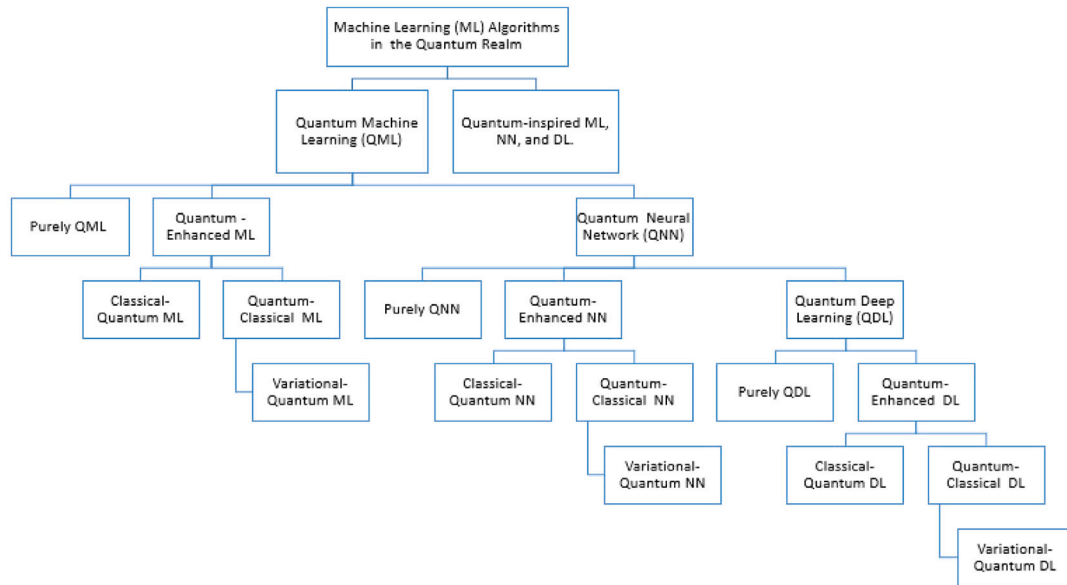 Machine Learning (ML) Algorithms
in the Quantum Realm
Quantum Machine
Learning (QML)
Quantum-inspired ML,
NN, and DL.
Purely QML
Quantum -
Enhanced ML
Quantum Neural
Network (QNN)
Classical-
Quantum ML
Quantum-
Classical ML
Purely QNN
Quantum-
Enhanced NN
Quantum Deep
Learning (QDL)
Variational-
Quantum ML
Classical-
Quantum NN
Quantum-
Classical NN
Purely QDL
Quantum-
Enhanced DL
Variational-
Quantum NN
Classical-
Quantum DL
Quantum-
Classical DL
Variational-
Quantum DL